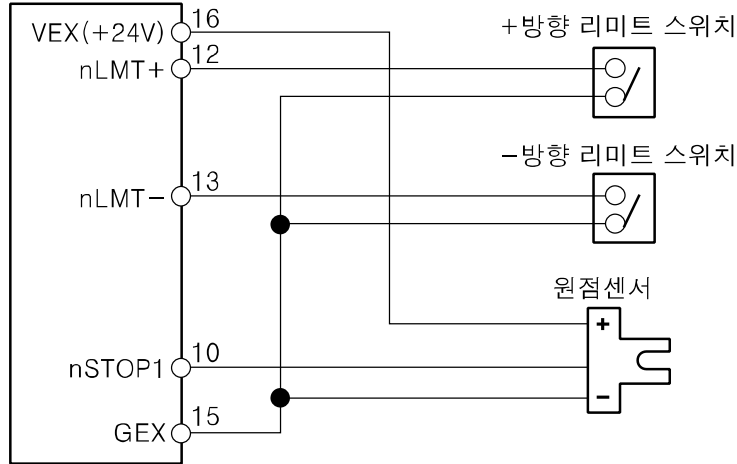 VEX(+24V) 16
nLMT+ 12
+방향 리미트 스위치
−방향 리미트 스위치
nLMT− 13
원점센서
+
nSTOP1 10
−
GEX 15